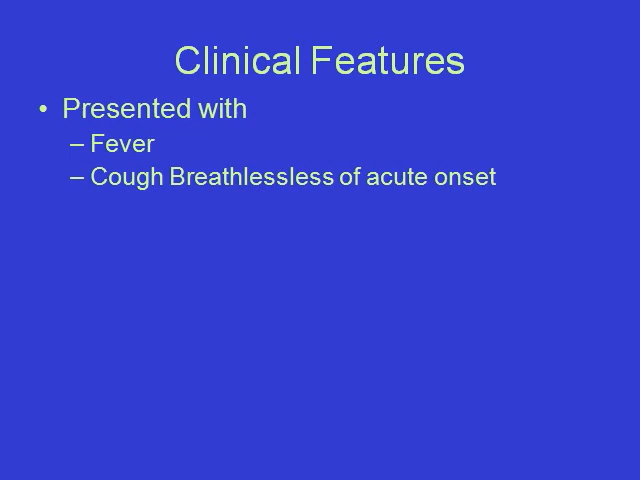 Clinical Features
• Presented with
– Fever
– Cough Breathlessless of acute onset